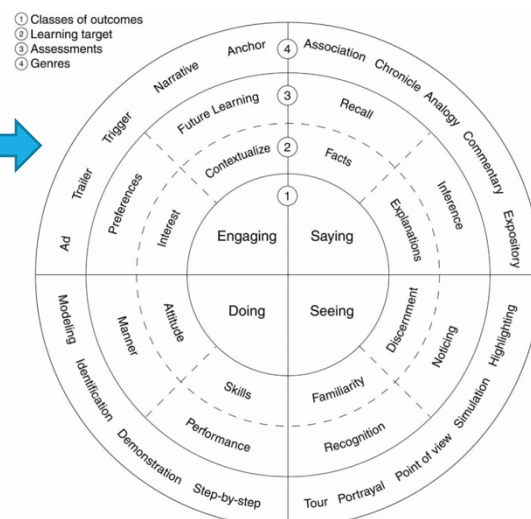 1 Classes of outcomes
2 Learning target
3 Assessments
4 Genres
Ad
Trailer
Trigger
Narrative
Anchor
4
Association
Chronicle
Analogy
Commentary
Expository
Preferences
Future Learning
3
Recall
Inference
Interest
Contextualize
2
Facts
Explanations
1
Engaging
Saying
Doing
Seeing
Attitude
Skills
Familiarity
Discernment
Manner
Performance
Recognition
Noticing
Modeling
Identification
Demonstration
Step-by-step
Tour
Portrayal
Point of view
Simulation
Highlighting